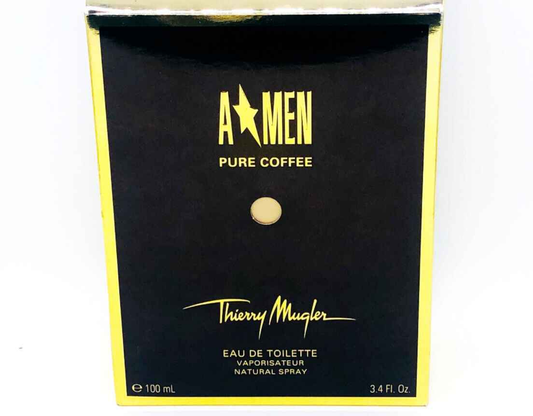 A★MEN
PURE COFFEE
Thierry Mugler
EAU DE TOILETTE
VAPORISATEUR
NATURAL SPRAY
℮ 100 mL 3.4 Fl. Oz.